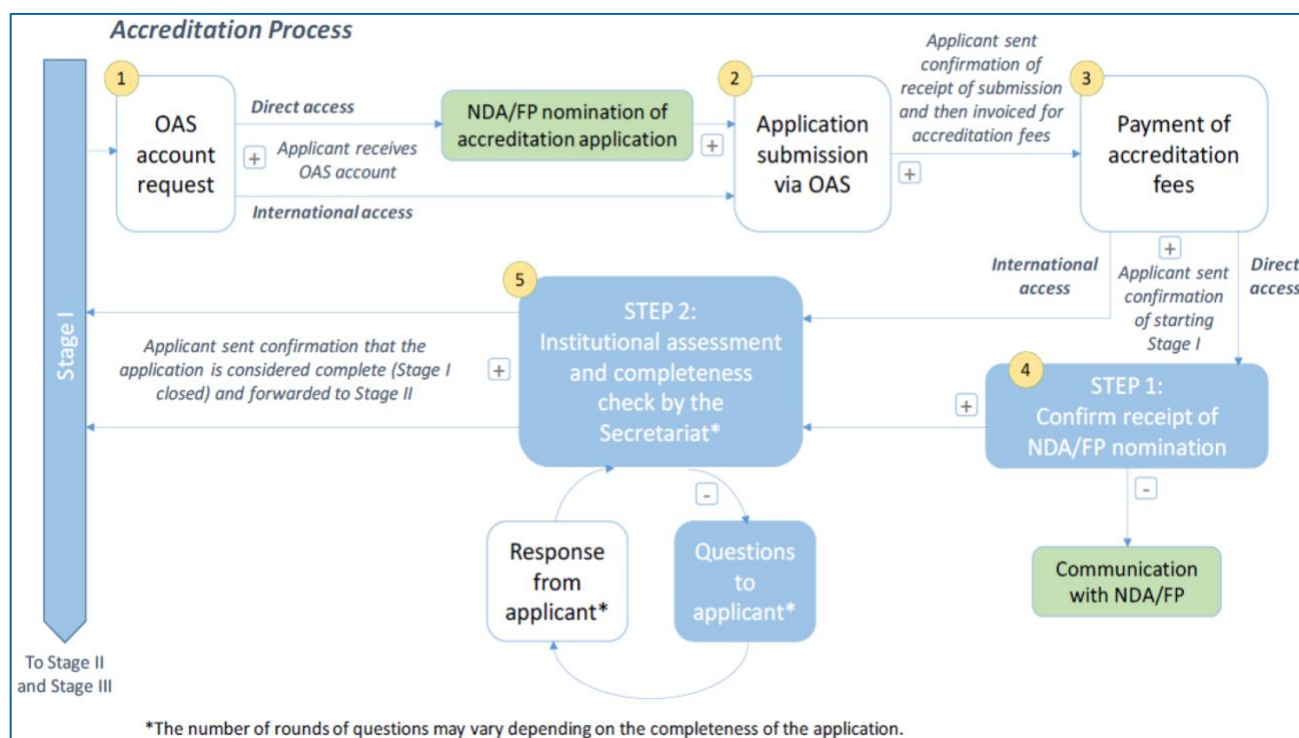 Accreditation Process
Stage I
To Stage II
and Stage III
1
OAS
account
request
Direct access
+
Applicant receives
OAS account
International access
NDA/FP nomination of
accreditation application
+
2
Application
submission
via OAS
Applicant sent
confirmation of
receipt of submission
and then invoiced for
accreditation fees
+
3
Payment of
accreditation
fees
International
access
+
Applicant sent
confirmation
of starting
Stage I
Direct
access
4
STEP 1:
Confirm receipt of
NDA/FP nomination
+
-
Communication
with NDA/FP
5
STEP 2:
Institutional assessment
and completeness
check by the
Secretariat*
+
Applicant sent confirmation that the
application is considered complete (Stage I
closed) and forwarded to Stage II
-
Questions
to
applicant*
Response
from
applicant*
*The number of rounds of questions may vary depending on the completeness of the application.